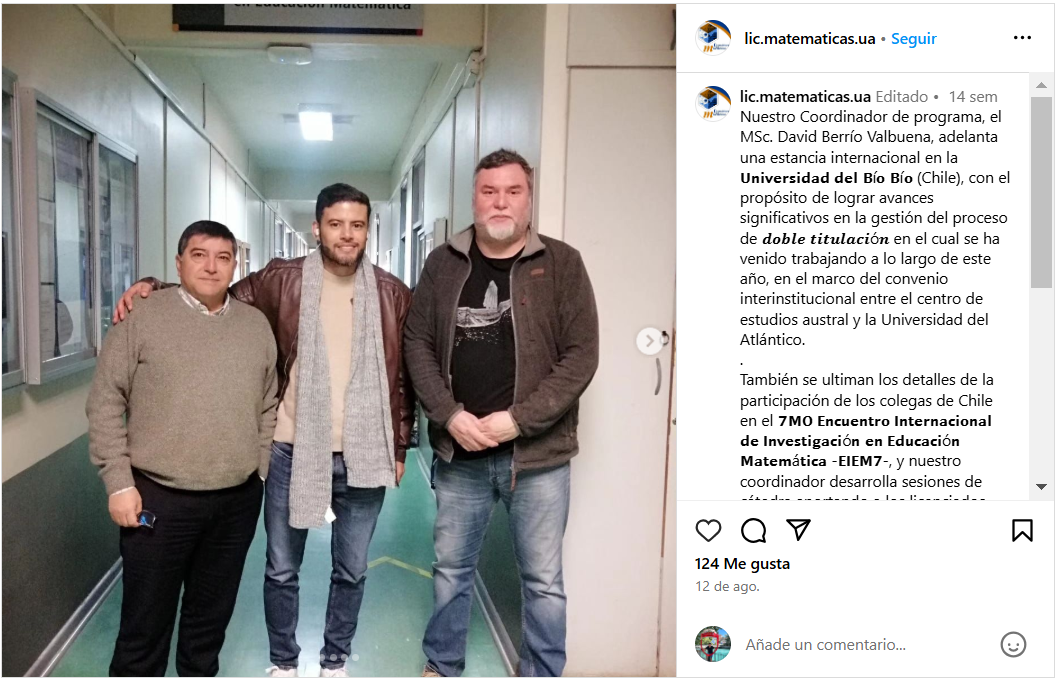 en Educación Matemática
lic.matematicas.ua • Seguir
lic.matematicas.ua Editado • 14 sem
Nuestro Coordinador de programa, el
MSc. David Berrío Valbuena, adelanta
una estancia internacional en la
Universidad del Bío Bío (Chile), con el
propósito de lograr avances
significativos en la gestión del proceso
de doble titulación en el cual se ha
venido trabajando a lo largo de este
año, en el marco del convenio
interinstitucional entre el centro de
estudios austral y la Universidad del
Atlántico.
.
También se ultiman los detalles de la
participación de los colegas de Chile
en el 7MO Encuentro Internacional
de Investigación en Educación
Matemática -EIEM7-, y nuestro
coordinador desarrolla sesiones de
cátedra aportando a los licenciados
124 Me gusta
12 de ago.
Añade un comentario...